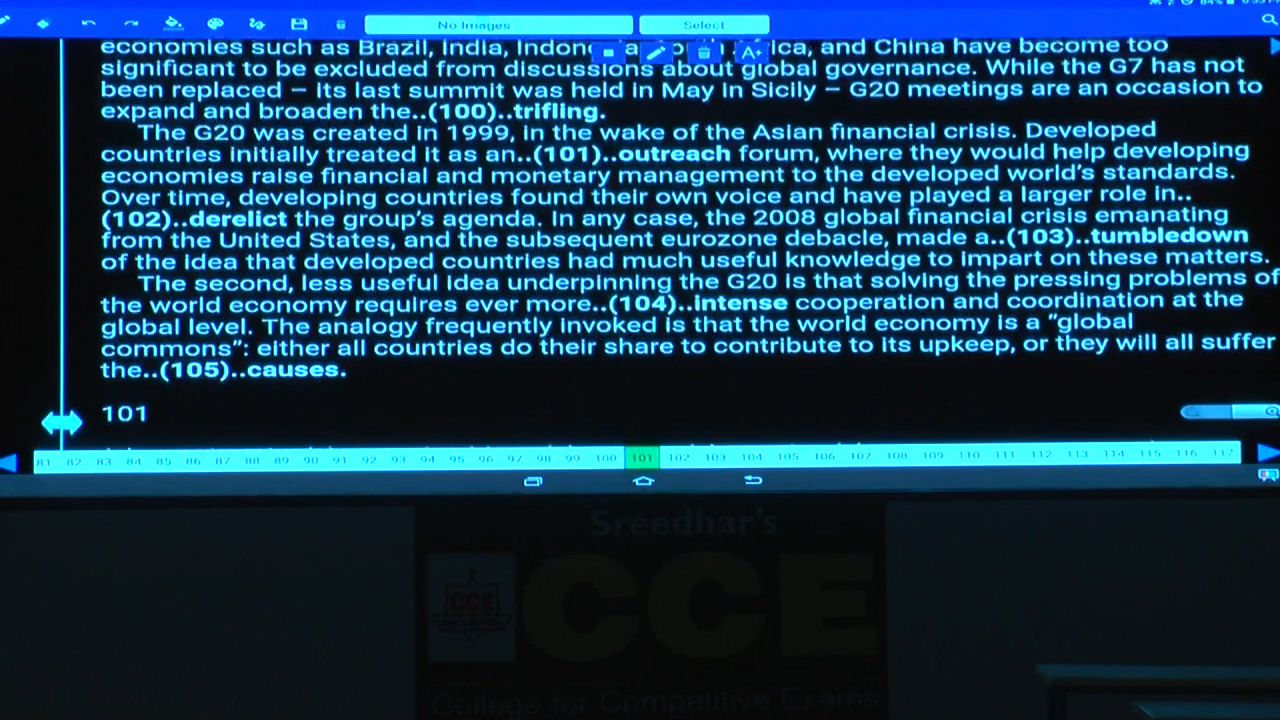 No Images Select
economies such as Brazil, India, and China have become too
significant to be excluded from discussions about global governance. While the G7 has not
been replaced – its last summit was held in May in Sicily – G20 meetings are an occasion to
expand and broaden the..(100)..trifling.
The G20 was created in 1999, in the wake of the Asian financial crisis. Developed
countries initially treated it as an..(101)..outreach forum, where they would help developing
economies raise financial and monetary management to the developed world's standards.
Over time, developing countries found their own voice and have played a larger role in..
(102)..derelict the group's agenda. In any case, the 2008 global financial crisis emanating
from the United States, and the subsequent eurozone debacle, made a..(103)..tumbledown
of the idea that developed countries had much useful knowledge to impart on these matters.
The second, less useful idea underpinning the G20 is that solving the pressing problems of
the world economy requires ever more..(104)..intense cooperation and coordination at the
global level. The analogy frequently invoked is that the world economy is a "global
commons": either all countries do their share to contribute to its upkeep, or they will all suffer
the..(105)..causes.
101
81 82 83 84 85 86 87 88 89 90 91 92 93 94 95 96 97 98 99 100 101 102 103 104 105 106 107 108 109 110 111 112 113 114 115 116 117
Sreedhar's
CCE
CCE
College for Competitive Exams